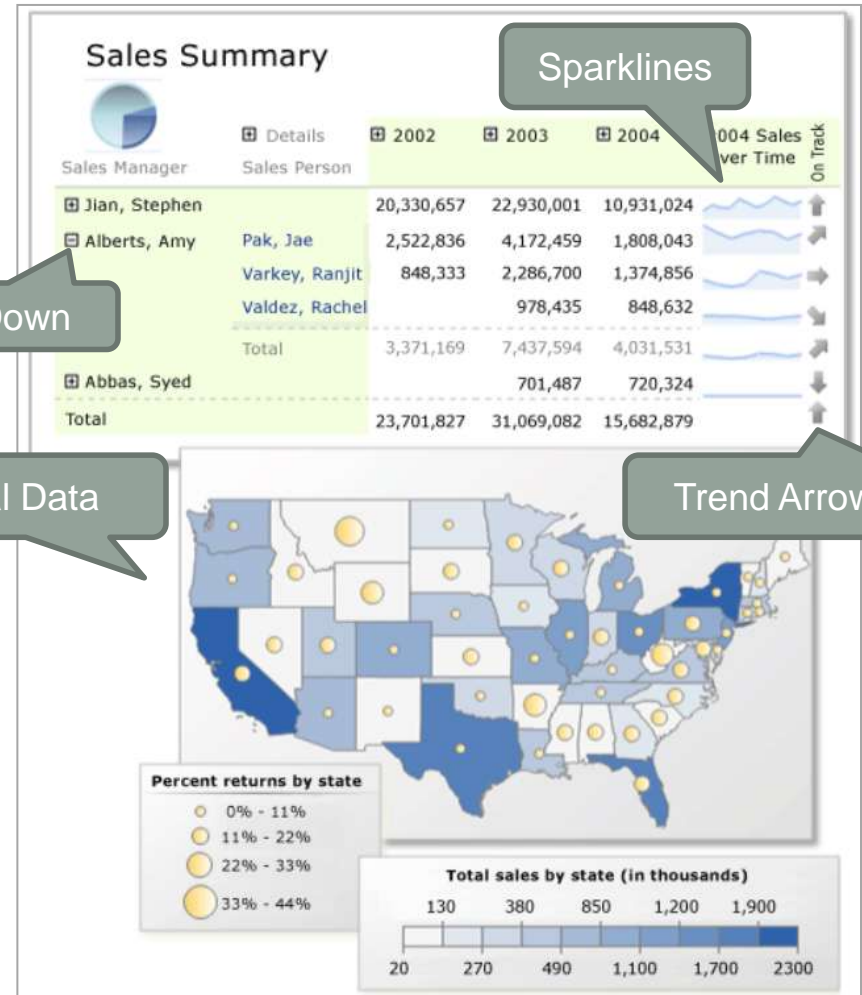 Sales Summary
Sparklines
Details
2002
2003
2004
2004 Sales
Over Time
On Track
Sales Manager
Sales Person
Jian, Stephen 20,330,657 22,930,001 10,931,024
Alberts, Amy Pak, Jae 2,522,836 4,172,459 1,808,043
Varkey, Ranjit 848,333 2,286,700 1,374,856
Down
Valdez, Rachel 978,435 848,632
Total 3,371,169 7,437,594 4,031,531
Abbas, Syed 701,487 720,324
Total 23,701,827 31,069,082 15,682,879
Data
Trend
Percent returns by state
0% - 11%
11% - 22%
22% - 33%
33% - 44%
Total sales by state (in thousands)
130 380 850 1,200 1,900
20 270 490 1,100 1,700 2300